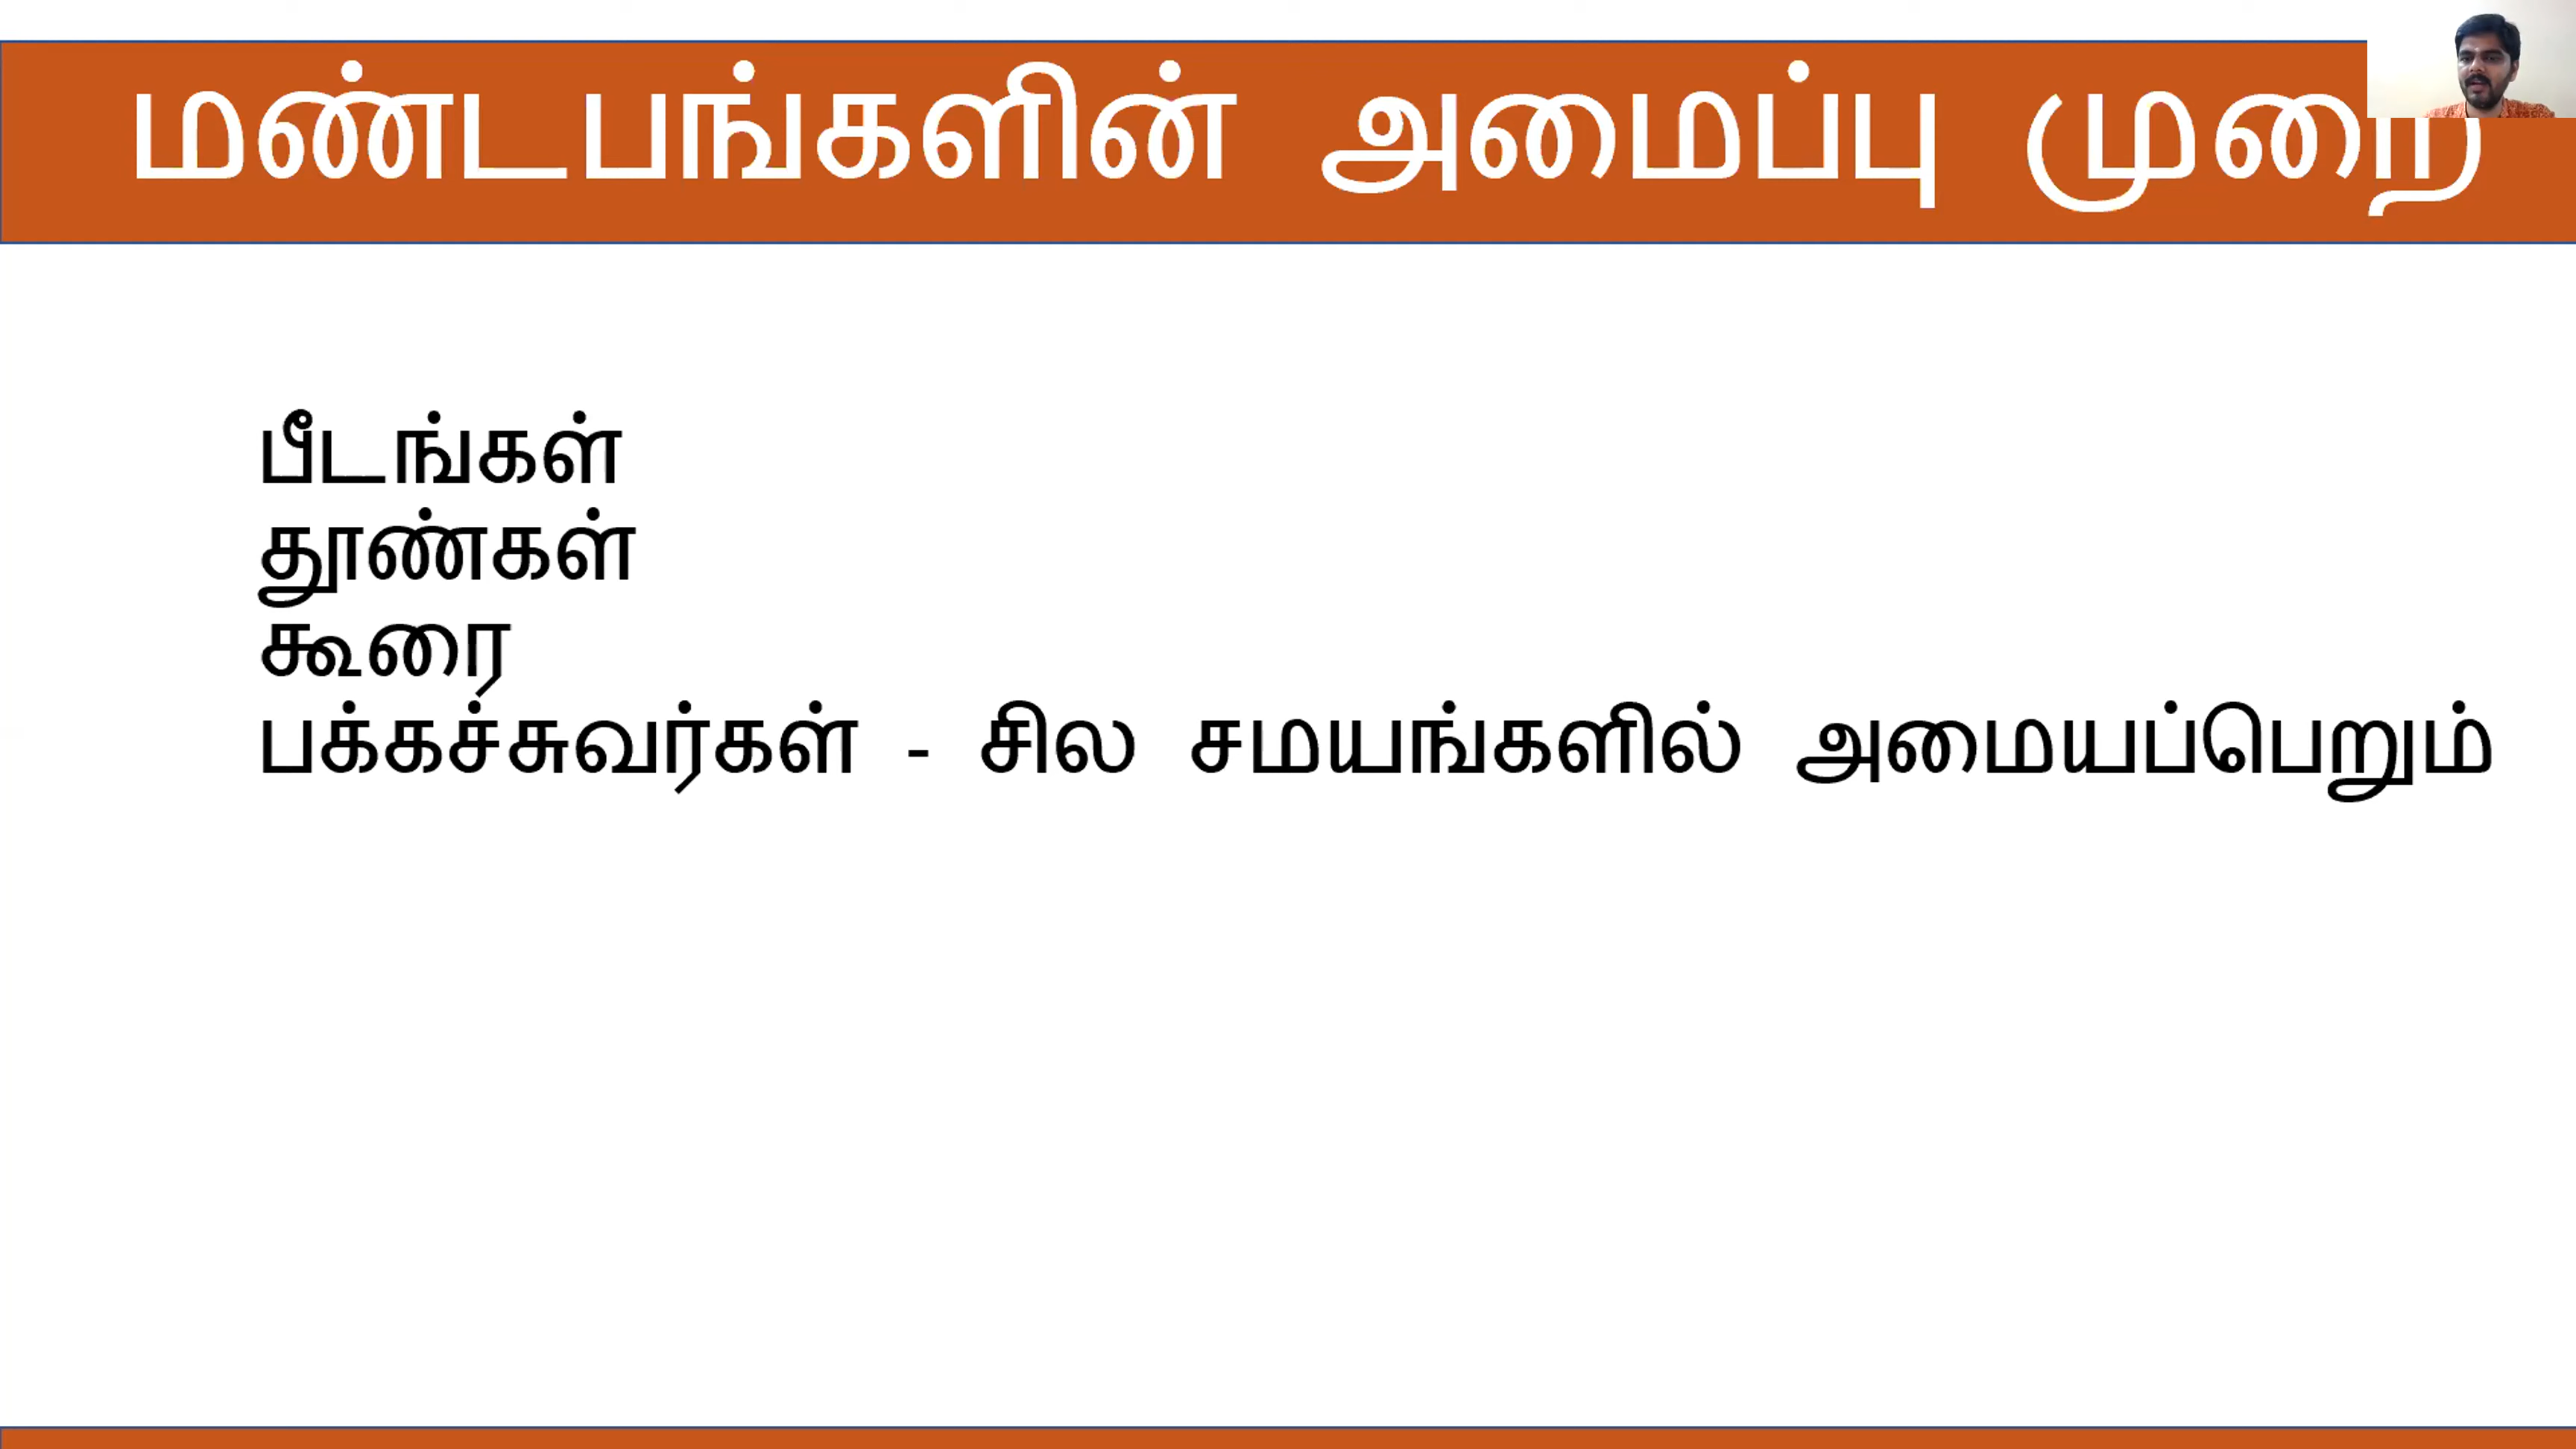 மண்டபங்களின் அமைப்பு முறை
பீடங்கள்
தூண்கள்
கூரை
பக்கச்சுவர்கள் - சில சமயங்களில் அமையப்பெறும்